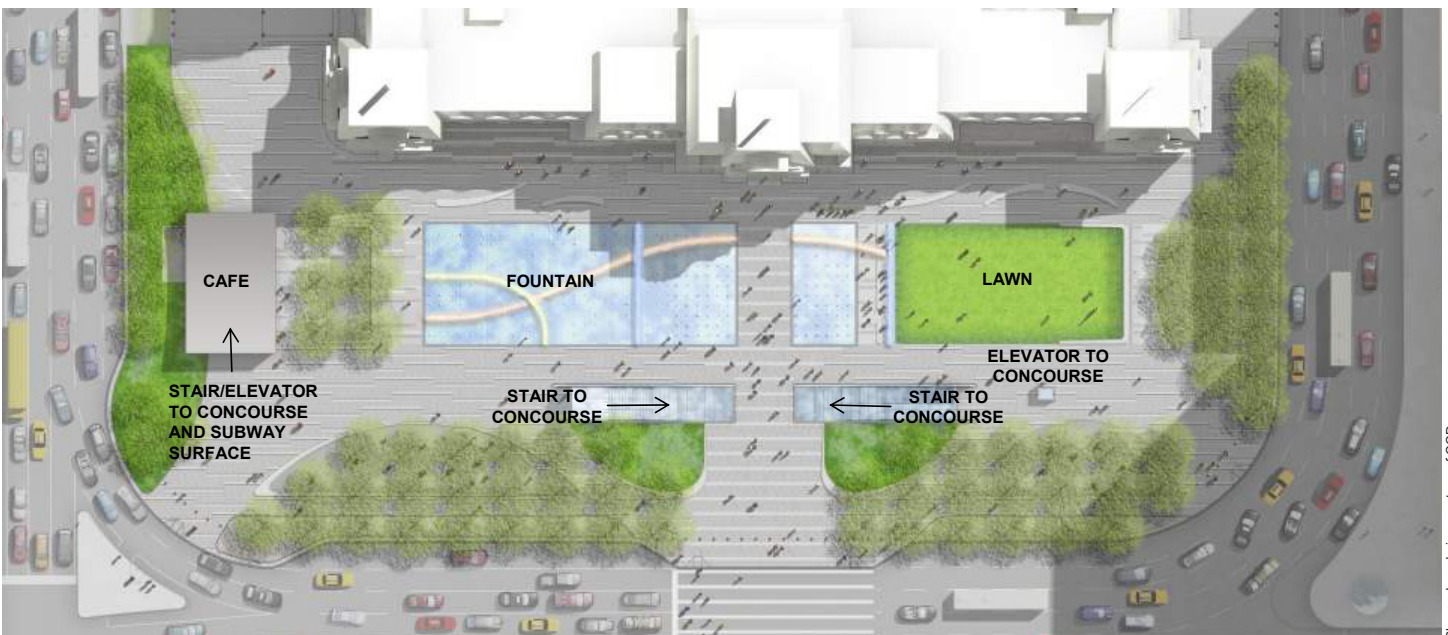 CAFE
FOUNTAIN
LAWN
STAIR/ELEVATOR
TO CONCOURSE
AND SUBWAY
SURFACE
STAIR TO
CONCOURSE
STAIR TO
CONCOURSE
ELEVATOR TO
CONCOURSE